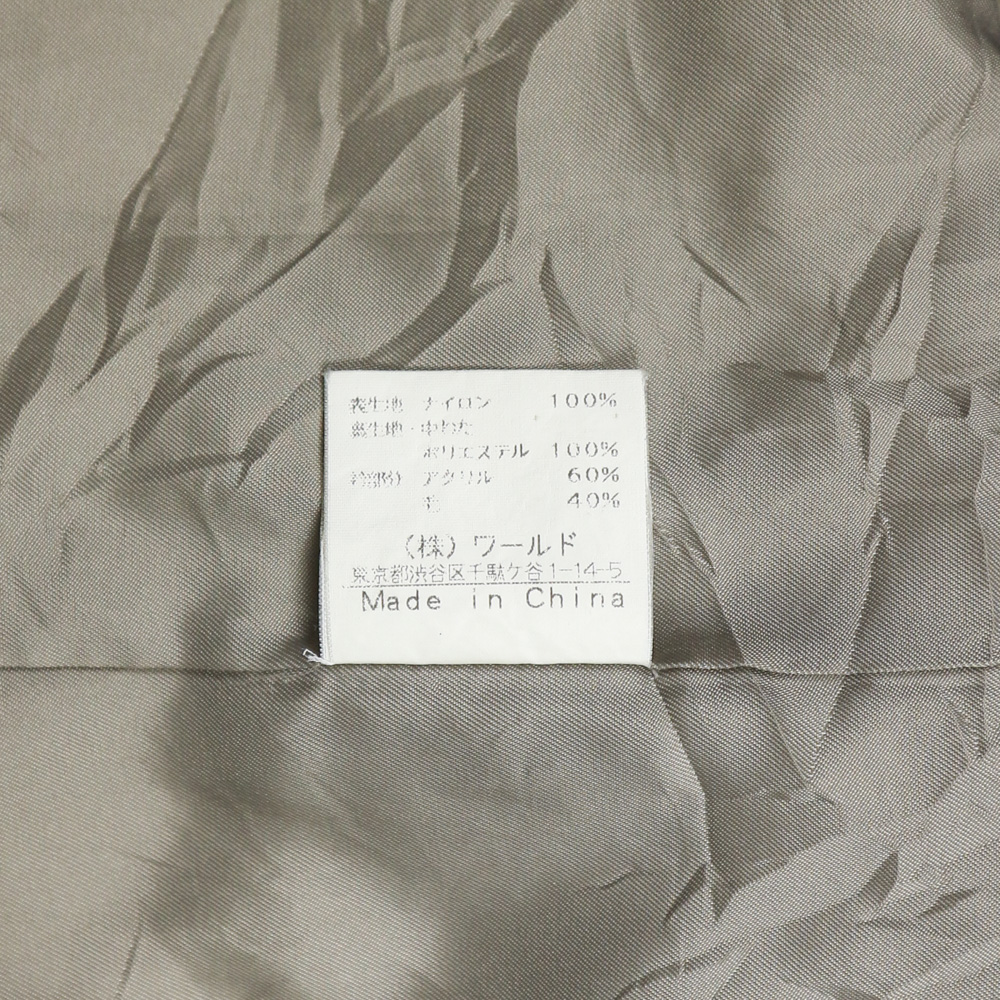 表生地 ナイロン 100%
裏生地・中わた
ポリエステル 100%
部分 アクリル 60%
毛 40%
(株)ワールド
東京都渋谷区千駄ケ谷1-14-5
Made in China